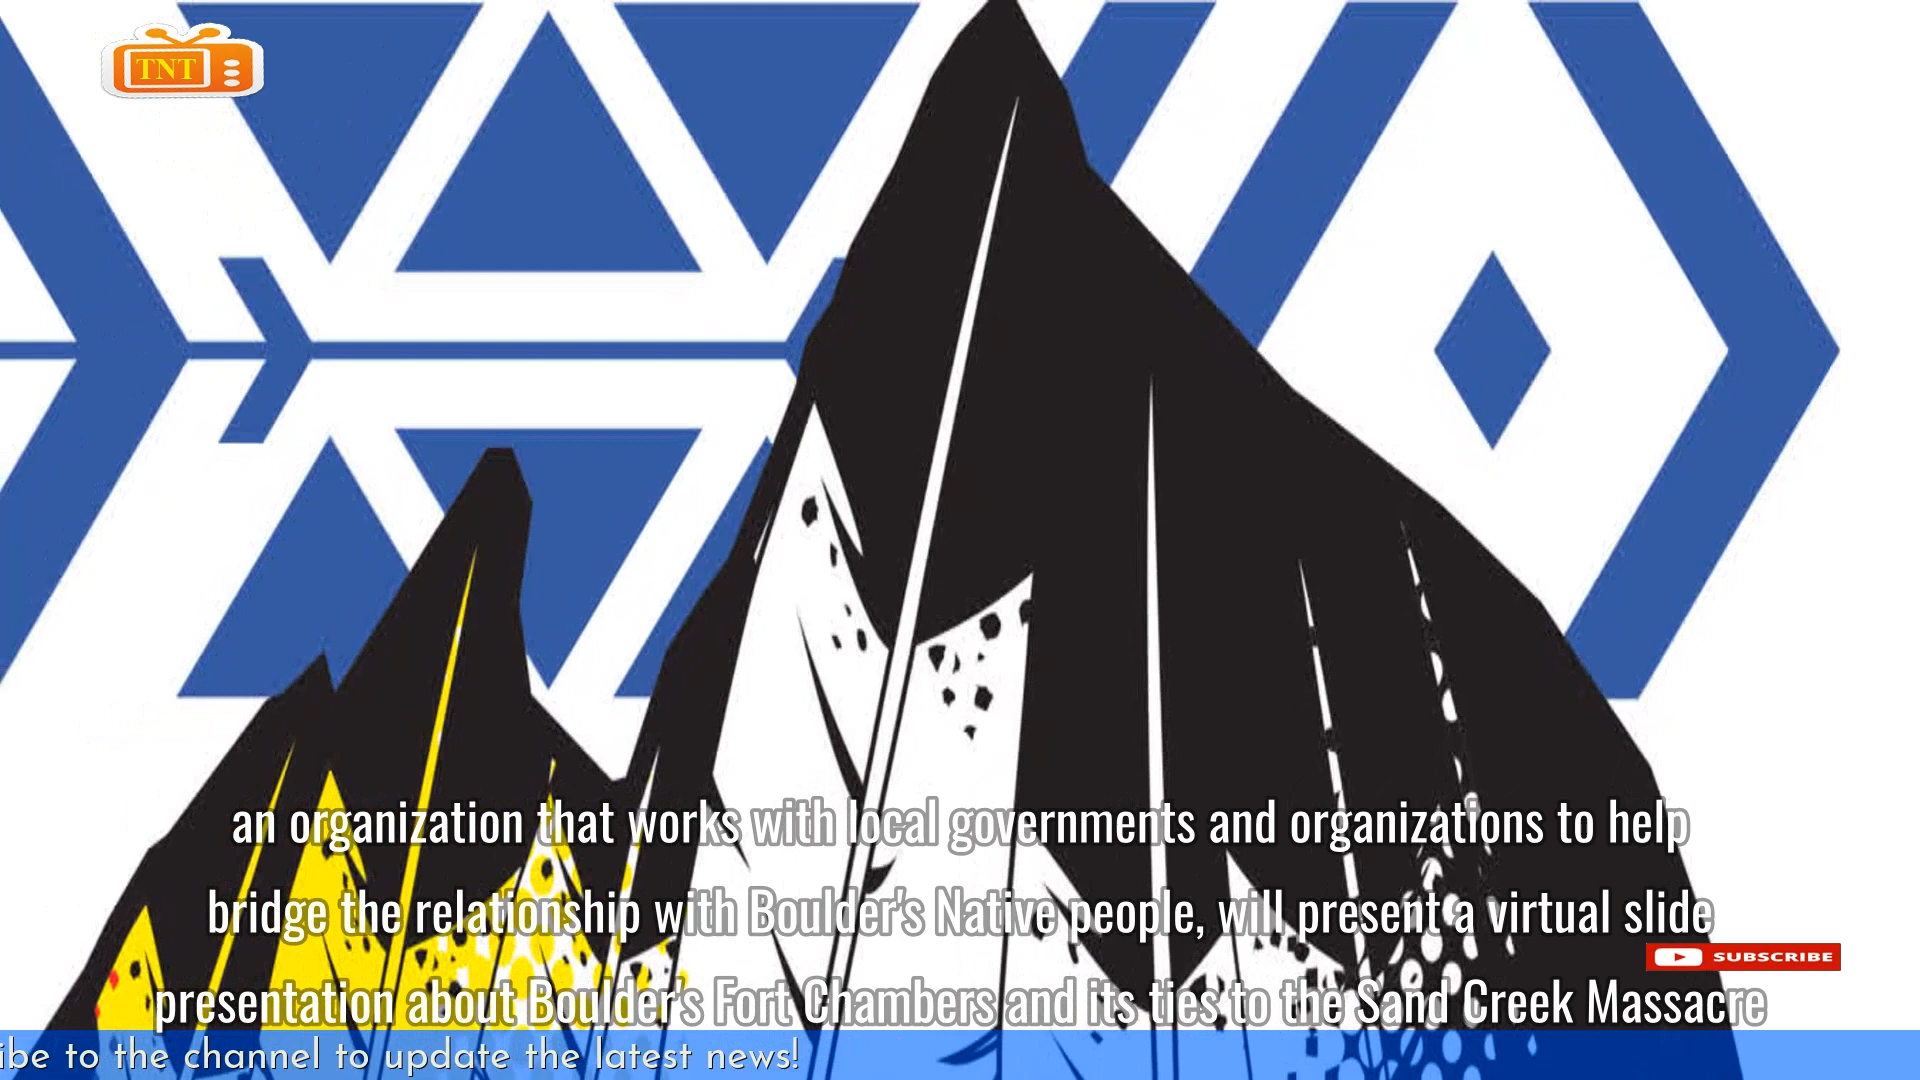 TNT
an organization that works with local governments and organizations to help
bridge the relationship with Boulder's Native people, will present a virtual slide
SUBSCRIBE
presentation about Boulder's Fort Chambers and its ties to the Sand Creek Massacre
ibe to the channel to update the latest news!